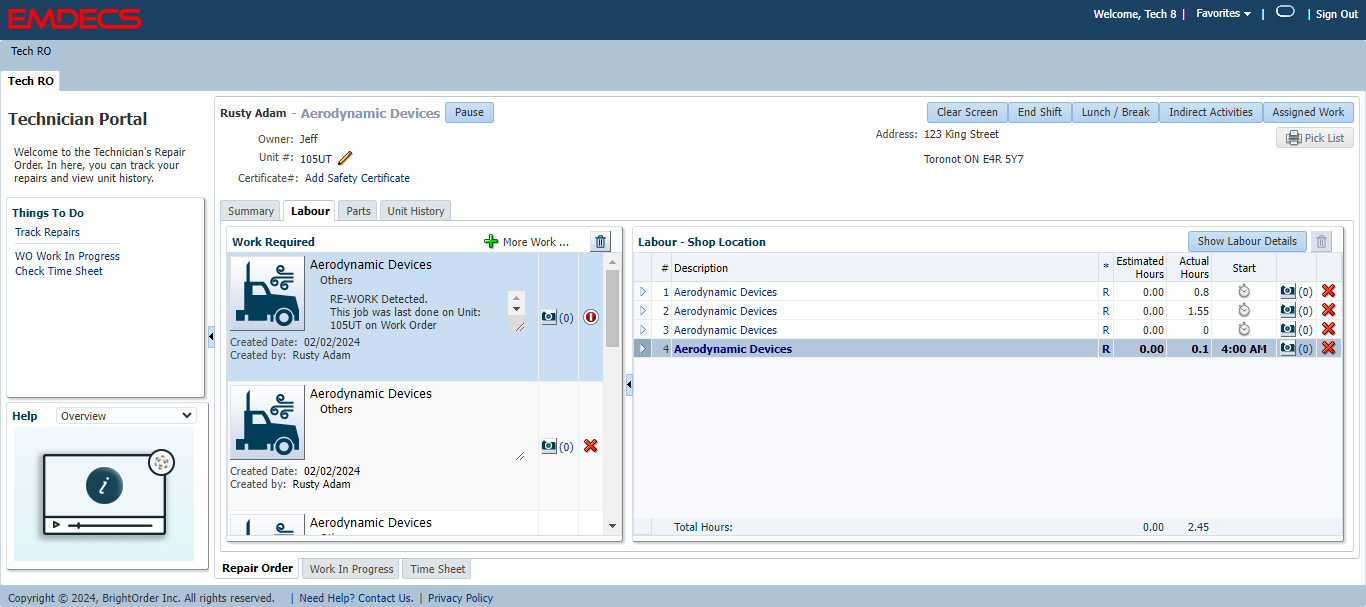 EMDECS
Welcome, Tech 8 | Favorites | | Sign Out
Tech RO
Tech RO
Technician Portal
Welcome to the Technician's Repair
Order. In here, you can track your
repairs and view unit history.
Things To Do
Track Repairs
WO Work In Progress
Check Time Sheet
Help Overview
Rusty Adam - Aerodynamic Devices Pause
Clear Screen End Shift Lunch / Break Indirect Activities Assigned Work
Owner: Jeff
Unit #: 105UT
Certificate#: Add Safety Certificate
Address: 123 King Street
Toronot ON E4R 5Y7
Pick List
Summary Labour Parts Unit History
Work Required More Work ...
Aerodynamic Devices
Others
RE-WORK Detected.
This job was last done on Unit:
105UT on Work Order
(0)
Created Date: 02/02/2024
Created by: Rusty Adam
Aerodynamic Devices
Others
(0)
Created Date: 02/02/2024
Created by: Rusty Adam
Aerodynamic Devices
Labour - Shop Location Show Labour Details
# Description * Estimated Hours Actual Hours Start
1 Aerodynamic Devices R 0.00 0.8 (0)
2 Aerodynamic Devices R 0.00 1.55 (0)
3 Aerodynamic Devices R 0.00 0 (0)
4 Aerodynamic Devices R 0.00 0.1 4:00 AM (0)
Total Hours: 0.00 2.45
Repair Order Work In Progress Time Sheet
Copyright © 2024, BrightOrder Inc. All rights reserved. | Need Help? Contact Us. | Privacy Policy